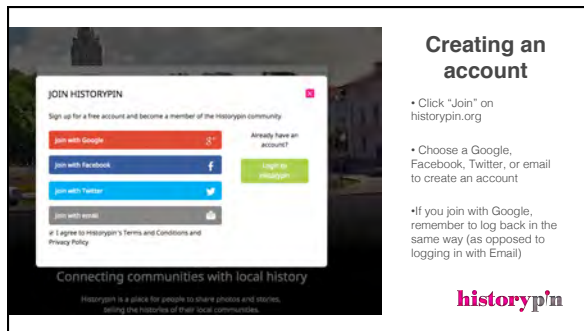 JOIN HISTORYPIN
Sign up for a free account and become a member of the Historypin community
Join with Google
Already have an
account?
Join with Facebook
Login to
Historypin
Join with Twitter
Join with email
I agree to Historypin's Terms and Conditions and
Privacy Policy
Connecting communities with local history
Historypin is a place for people to share photos and stories,
telling the histories of their local communities.
Creating an
account
• Click “Join” on
historypin.org
• Choose a Google,
Facebook, Twitter, or email
to create an account
•If you join with Google,
remember to log back in the
same way (as opposed to
logging in with Email)
historypin